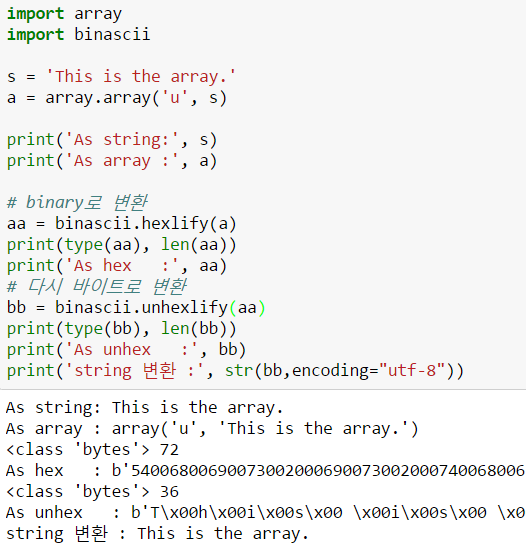 import array
import binascii
s = 'This is the array.'
a = array.array('u', s)
print('As string:', s)
print('As array :', a)
# binary로 변환
aa = binascii.hexlify(a)
print(type(aa), len(aa))
print('As hex   :', aa)
# 다시 바이트로 변환
bb = binascii.unhexlify(aa)
print(type(bb), len(bb))
print('As unhex   :', bb)
print('string 변환 :', str(bb,encoding="utf-8"))
As string: This is the array.
As array : array('u', 'This is the array.')
<class 'bytes'> 72
As hex   : b'54006800690073002000690073002000740068006
<class 'bytes'> 36
As unhex   : b'T\x00h\x00i\x00s\x00 \x00i\x00s\x00 \x0
string 변환 : This is the array.